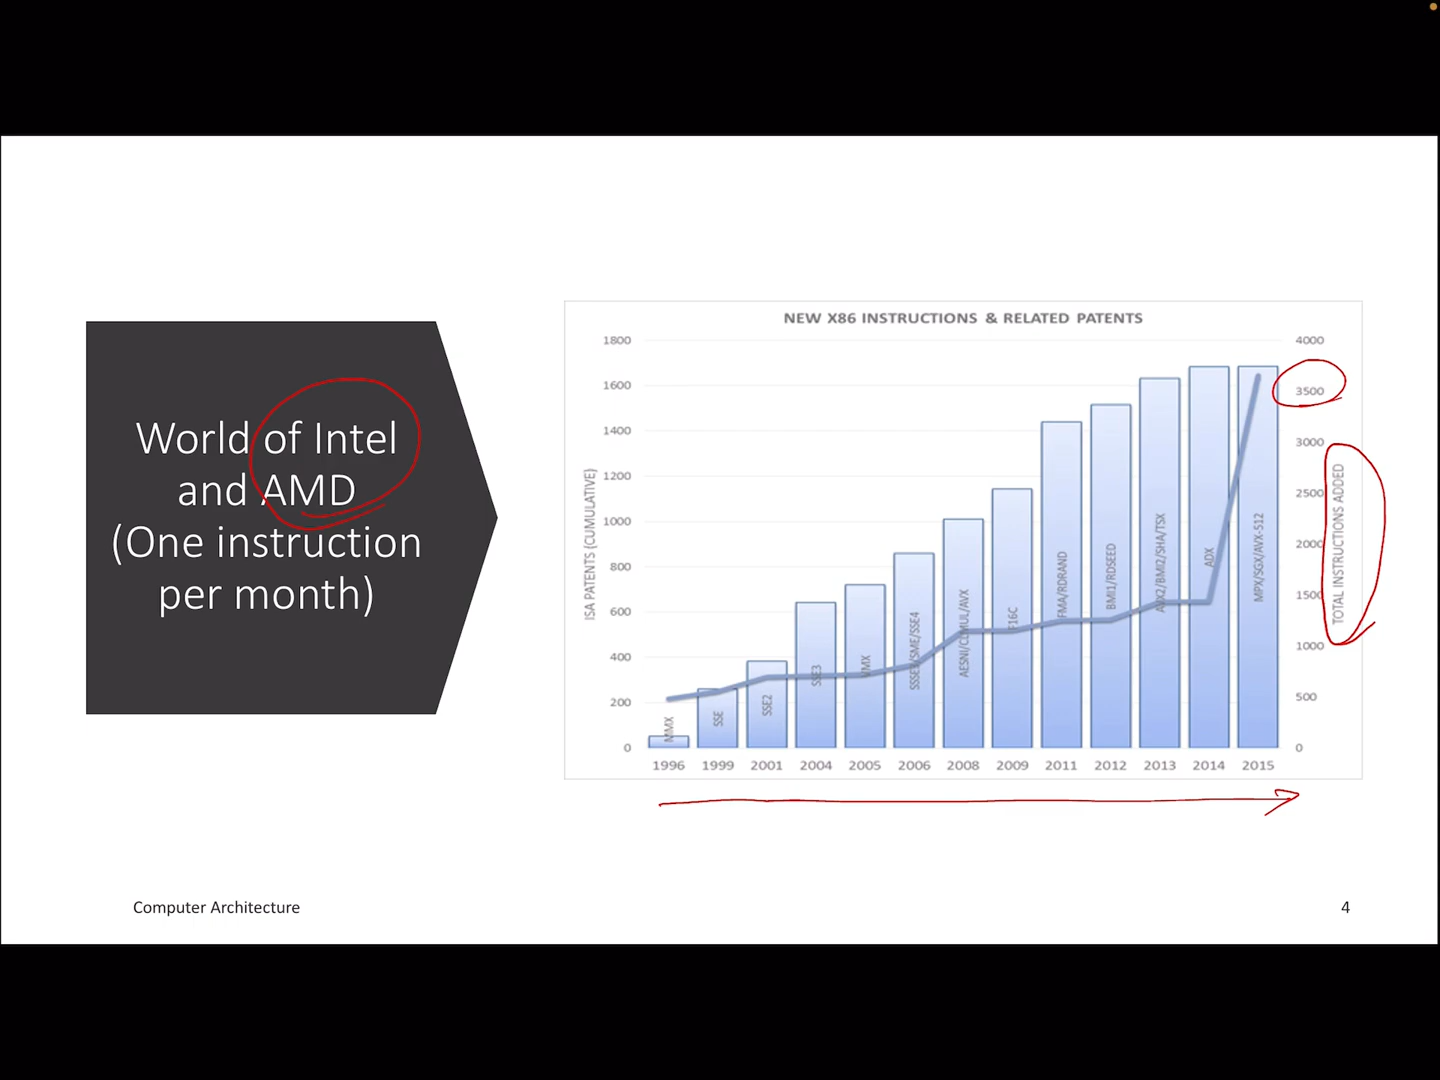 World of Intel
and AMD
(One instruction
per month)
NEW X86 INSTRUCTIONS & RELATED PATENTS
ISA PATENTS (CUMULATIVE)
1800
1600
1400
1200
1000
800
600
400
200
0
MMX
SSE
SSE2
SSE3
VMX
SSSE3/SME/SSE4
AESNI/CLMUL/AVX
F16C
FMA/RDRAND
BMI1/RDSEED
AVX2/BMI2/SHA/TSX
ADX
MPX/SGX/AVX-512
1996 1999 2001 2004 2005 2006 2008 2009 2011 2012 2013 2014 2015
4000
3500
3000
2500
2000
1500
1000
500
0
TOTAL INSTRUCTIONS ADDED
Computer Architecture
4